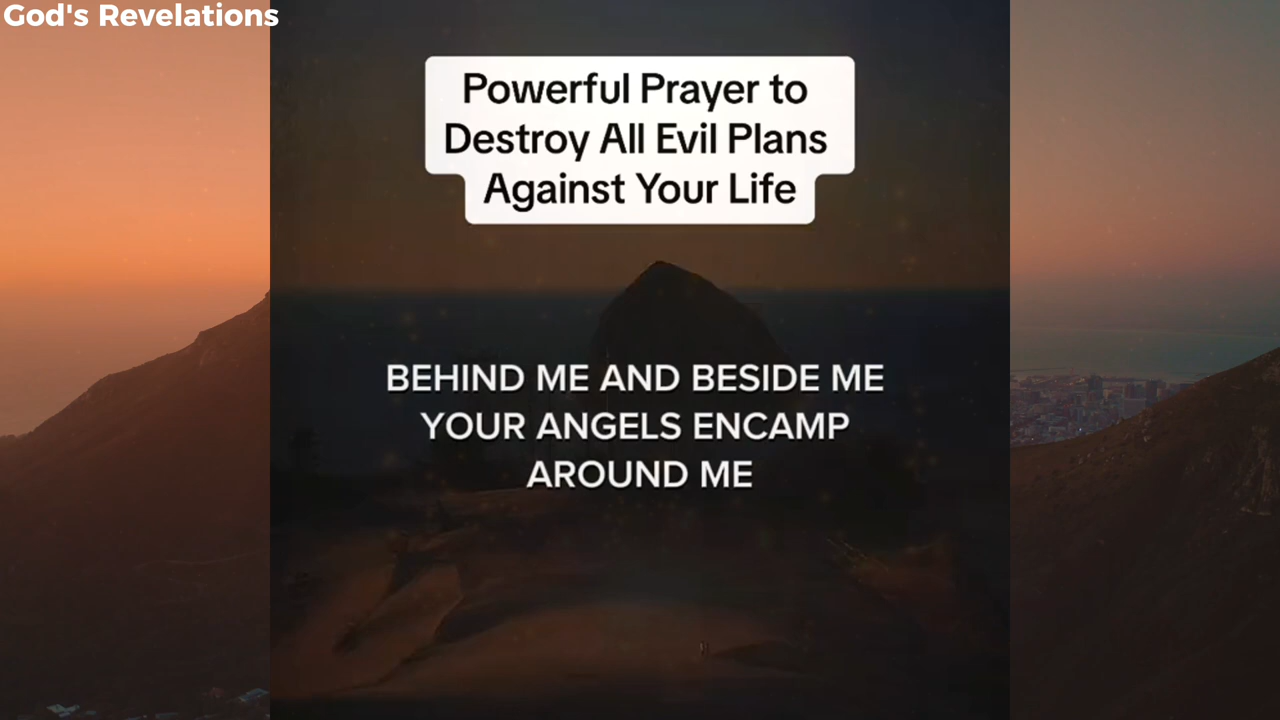 God's Revelations
Powerful Prayer to
Destroy All Evil Plans
Against Your Life
BEHIND ME AND BESIDE ME
YOUR ANGELS ENCAMP
AROUND ME